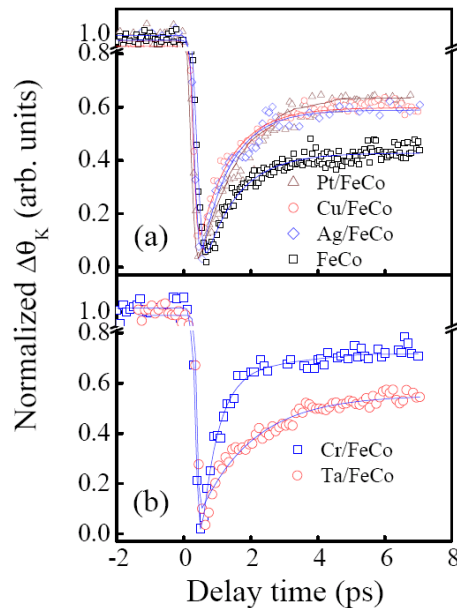 Normalized Δθ_K (arb. units)
1.0
0.8
0.6
0.4
0.2
0.0
(a)
Pt/FeCo
Cu/FeCo
Ag/FeCo
FeCo
1.0
0.8
0.6
0.4
0.2
0.0
(b)
Cr/FeCo
Ta/FeCo
-2 0 2 4 6 8
Delay time (ps)